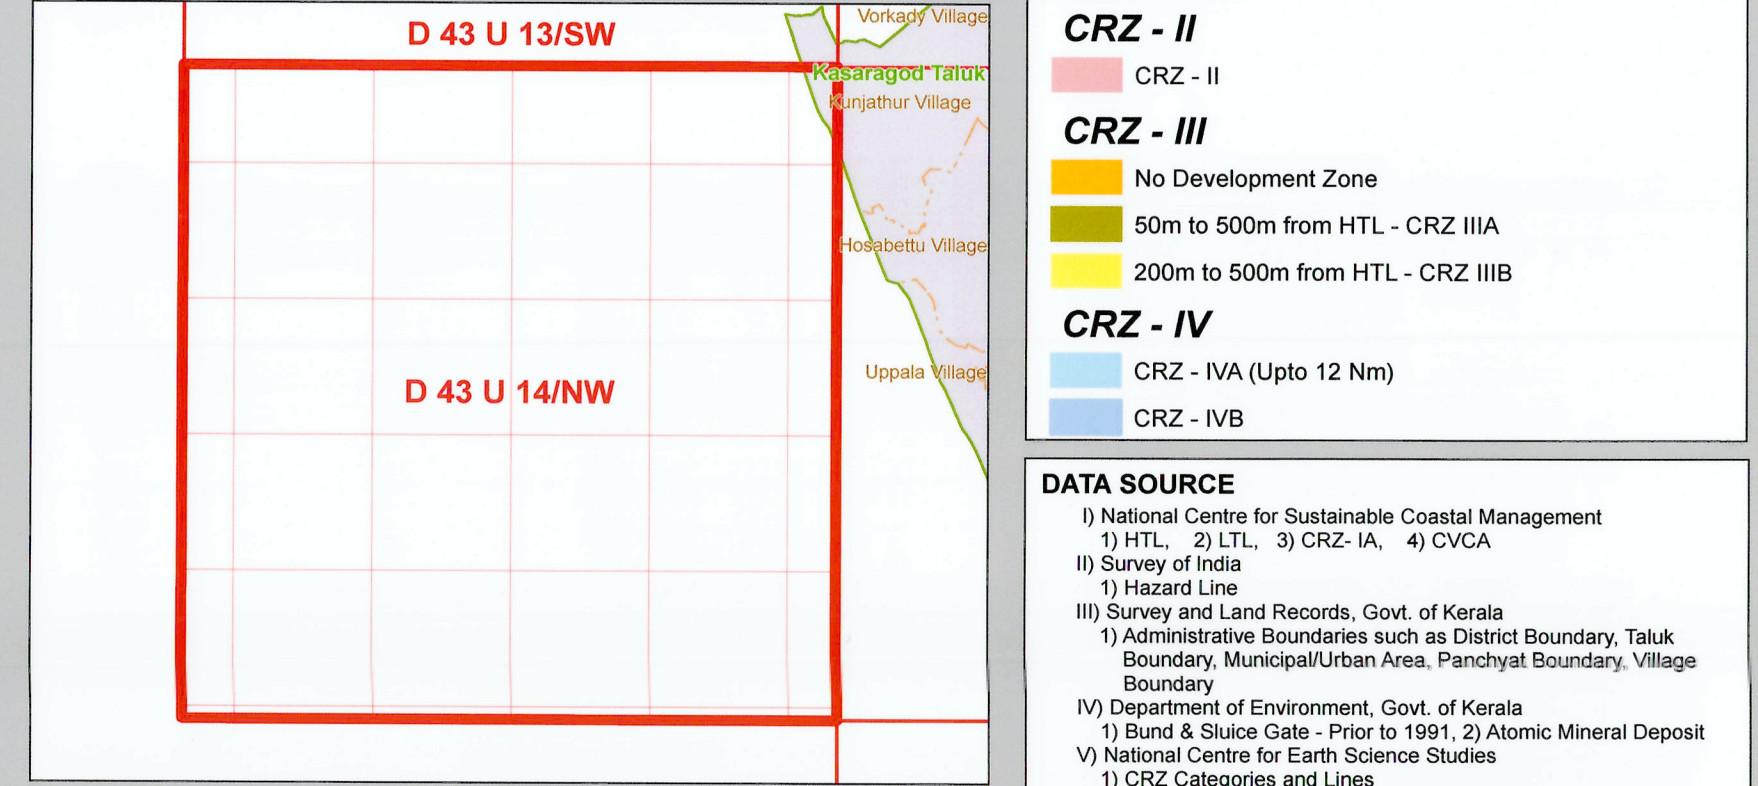 D 43 U 13/SW
Vorkady Village
Kasaragod Taluk
Kunjathur Village
Hosabettu Village
D 43 U 14/NW
Uppala Village
CRZ - II
CRZ - II
CRZ - III
No Development Zone
50m to 500m from HTL - CRZ IIIA
200m to 500m from HTL - CRZ IIIB
CRZ - IV
CRZ - IVA (Upto 12 Nm)
CRZ - IVB
DATA SOURCE
I) National Centre for Sustainable Coastal Management
1) HTL, 2) LTL, 3) CRZ- IA, 4) CVCA
II) Survey of India
1) Hazard Line
III) Survey and Land Records, Govt. of Kerala
1) Administrative Boundaries such as District Boundary, Taluk
Boundary, Municipal/Urban Area, Panchyat Boundary, Village
Boundary
IV) Department of Environment, Govt. of Kerala
1) Bund & Sluice Gate - Prior to 1991, 2) Atomic Mineral Deposit
V) National Centre for Earth Science Studies
1) CRZ Categories and Lines